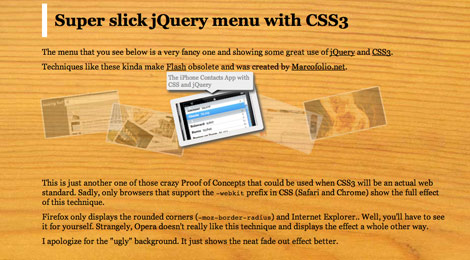 Super slick jQuery menu with CSS3
The menu that you see below is a very fancy one and showing some great use of jQuery and CSS3.
Techniques like these kinda make Flash obsolete and was created by Marcofolio.net.
The iPhone Contacts App with
CSS and jQuery
This is just another one of those crazy Proof of Concepts that could be used when CSS3 will be an actual web
standard. Sadly, only browsers that support the -webkit prefix in CSS (Safari and Chrome) show the full effect
of this technique.
Firefox only displays the rounded corners (-moz-border-radius) and Internet Explorer.. Well, you'll have to see
it for yourself. Strangely, Opera doesn't really like this technique and displays the effect a whole other way.
I apologize for the "ugly" background. It just shows the neat fade out effect better.